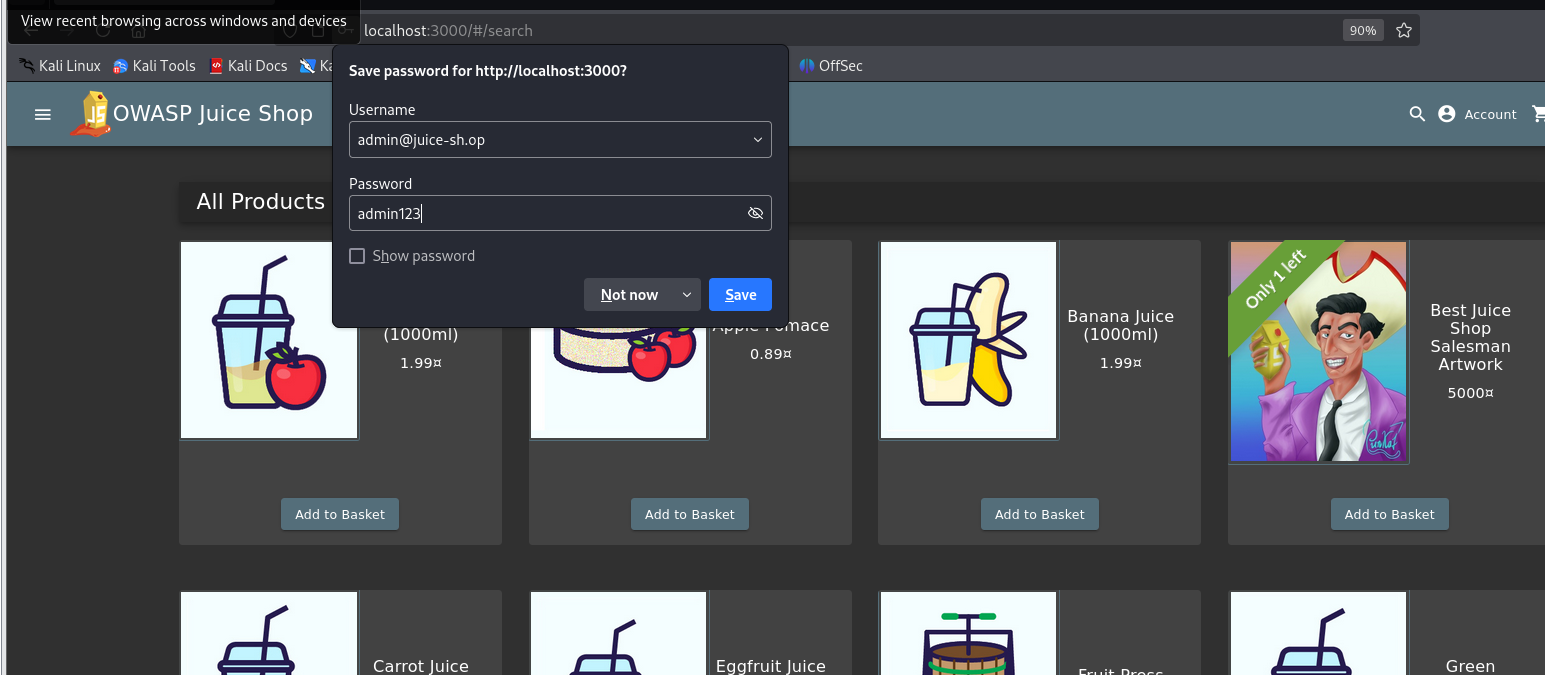 View recent browsing across windows and devices
localhost:3000/#/search
90%
Kali Linux
Kali Tools
Kali Docs
OffSec
Save password for http://localhost:3000?
Username
admin@juice-sh.op
Password
admin123
Show password
Not now
Save
OWASP Juice Shop
Account
All Products
(1000ml)
1.99¤
Add to Basket
Apple Pomace
0.89¤
Add to Basket
Banana Juice
(1000ml)
1.99¤
Add to Basket
Only 1 left
Best Juice
Shop
Salesman
Artwork
5000¤
Add to Basket
Carrot Juice
Eggfruit Juice
Fruit Press
Green